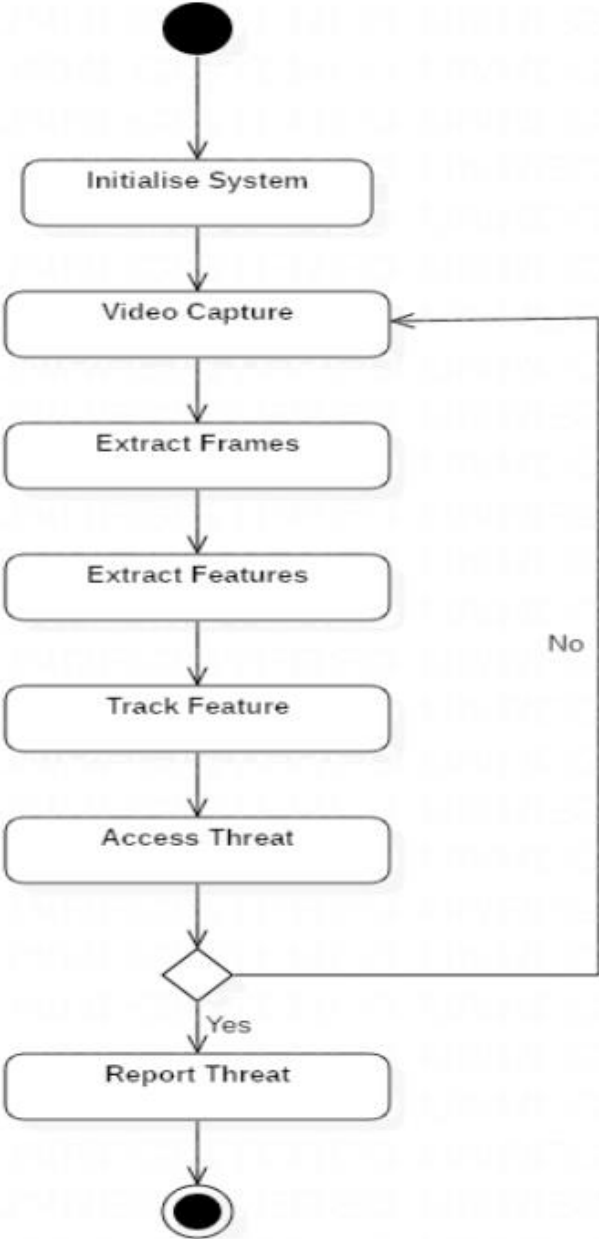 Initialise System
Video Capture
Extract Frames
Extract Features
No
Track Feature
Access Threat
Yes
Report Threat